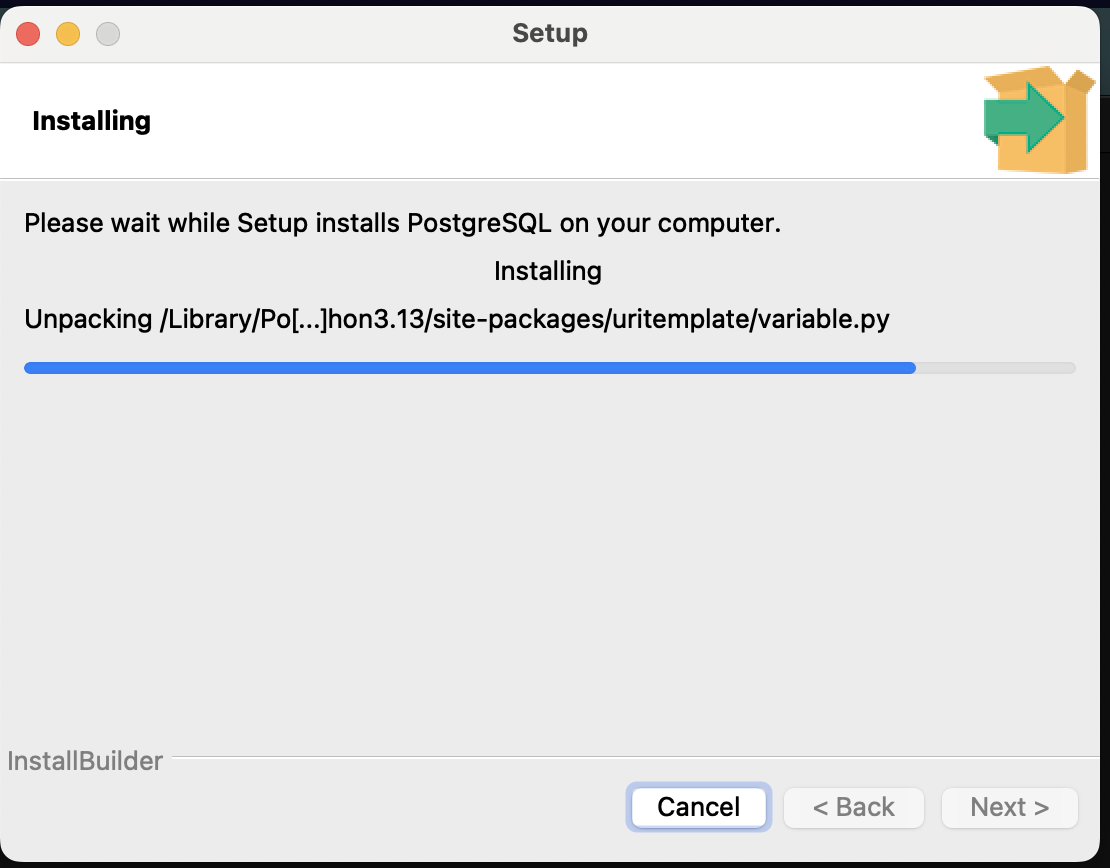 Setup
Installing
Please wait while Setup installs PostgreSQL on your computer.
Installing
Unpacking /Library/Po[...]hon3.13/site-packages/uritemplate/variable.py
InstallBuilder
Cancel
< Back
Next >